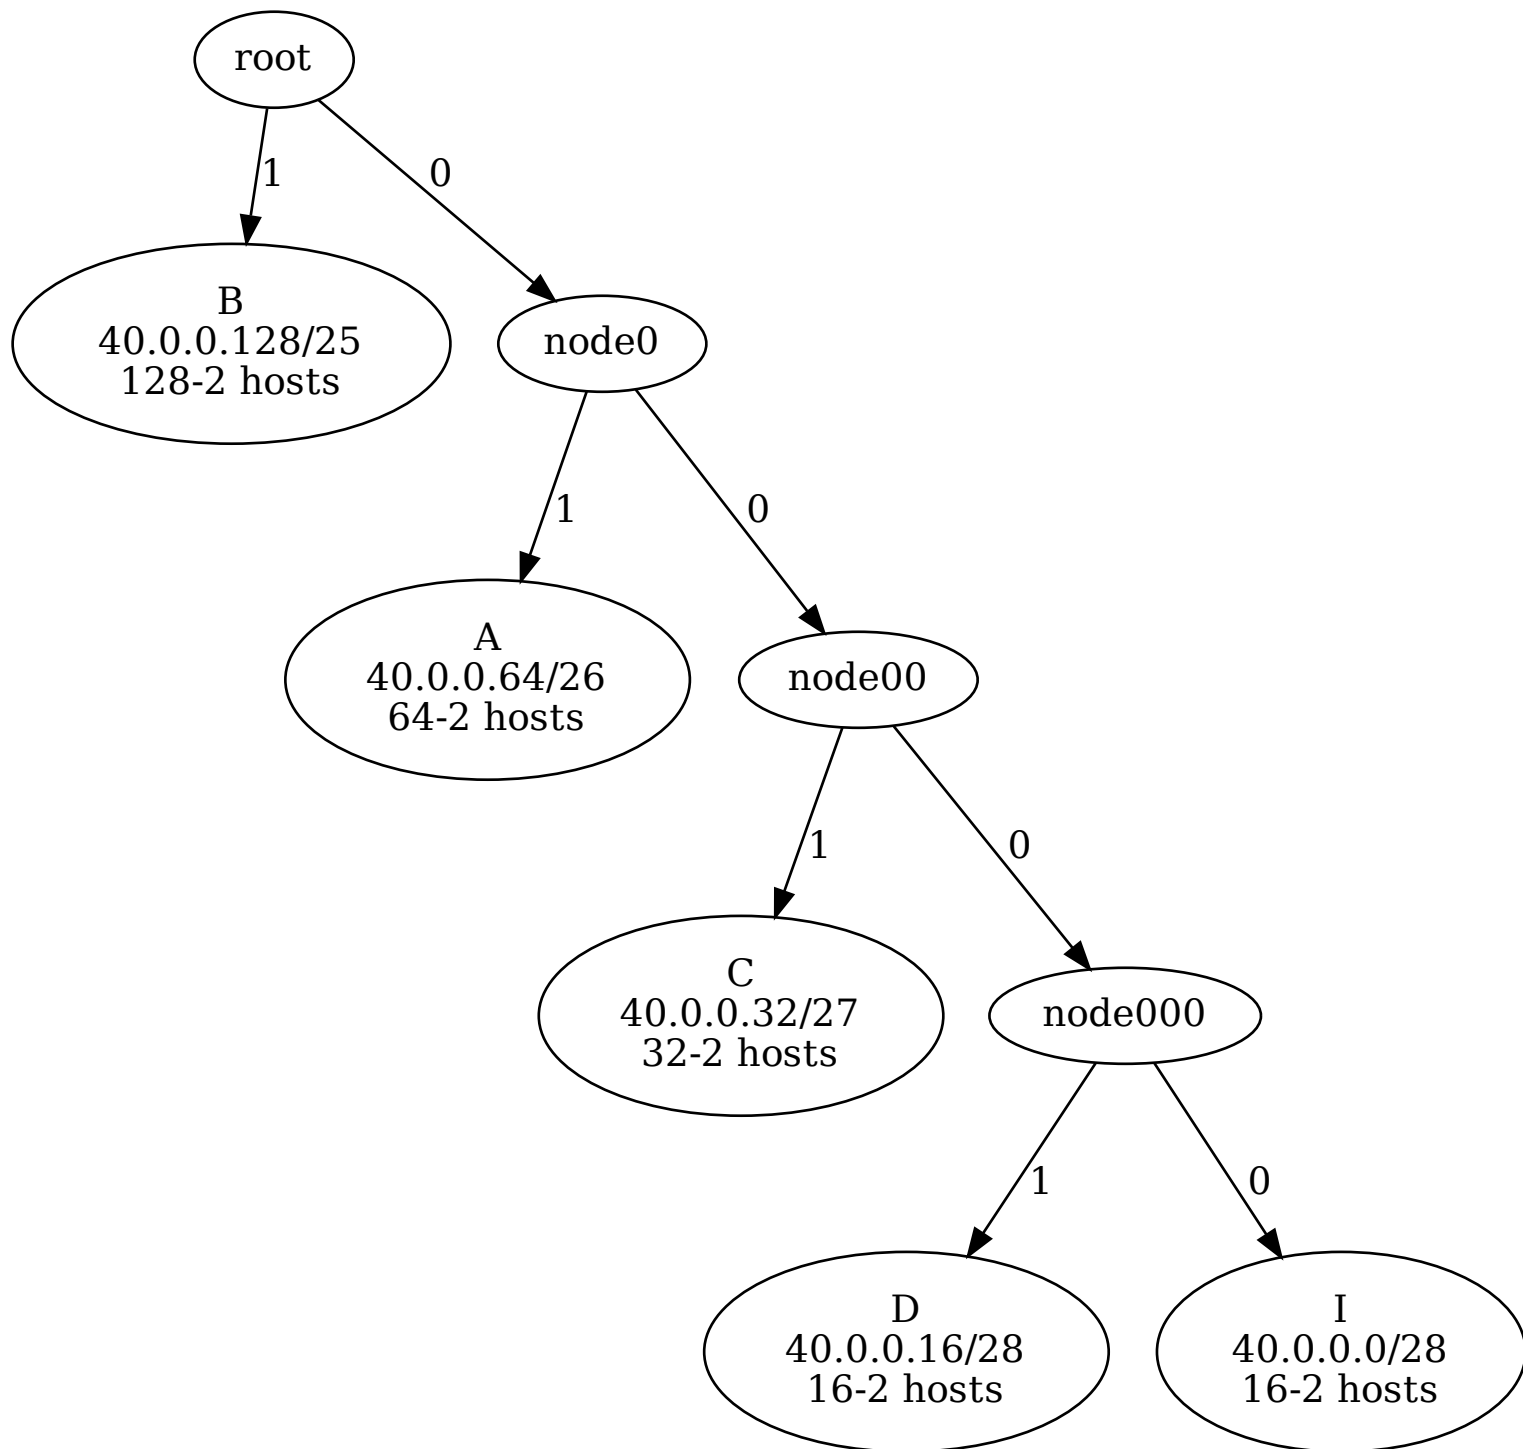 root
1
0
B
40.0.0.128/25
128-2 hosts
node0
1
0
A
40.0.0.64/26
64-2 hosts
node00
1
0
C
40.0.0.32/27
32-2 hosts
node000
1
0
D
40.0.0.16/28
16-2 hosts
I
40.0.0.0/28
16-2 hosts